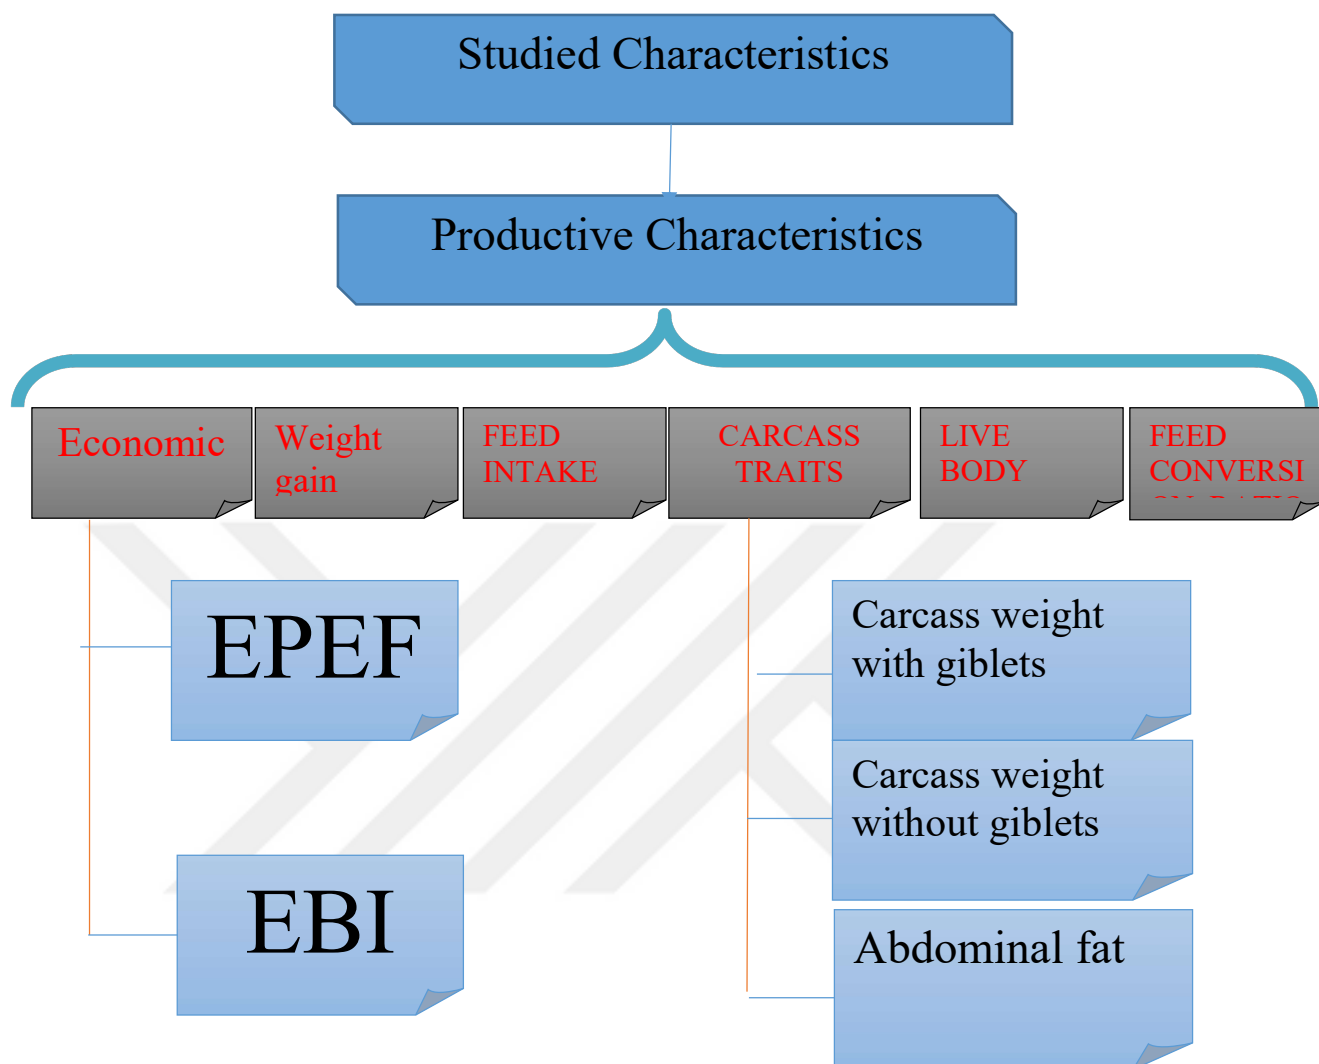 Studied Characteristics
Productive Characteristics
Economic
Weight
gain
FEED
INTAKE
CARCASS
TRAITS
LIVE
BODY
FEED
CONVERSI
EPEF
EBI
Carcass weight
with giblets
Carcass weight
without giblets
Abdominal fat